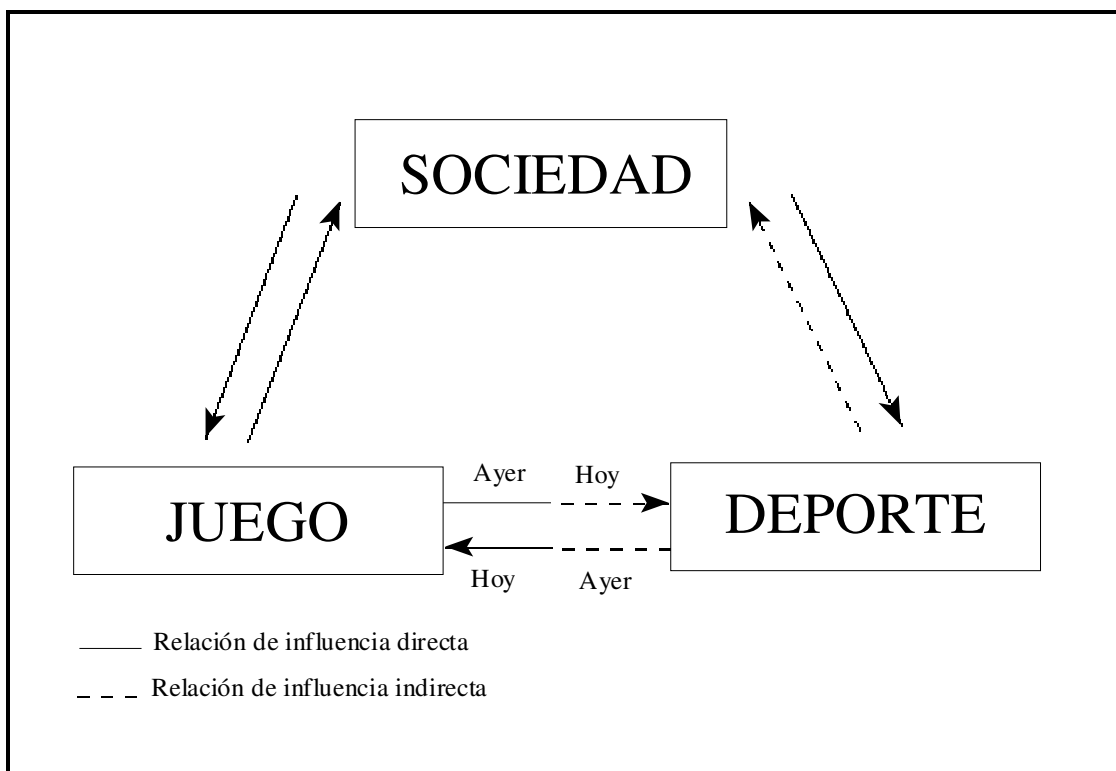 SOCIEDAD
Ayer Hoy
JUEGO
DEPORTE
Hoy Ayer
Relación de influencia directa
Relación de influencia indirecta